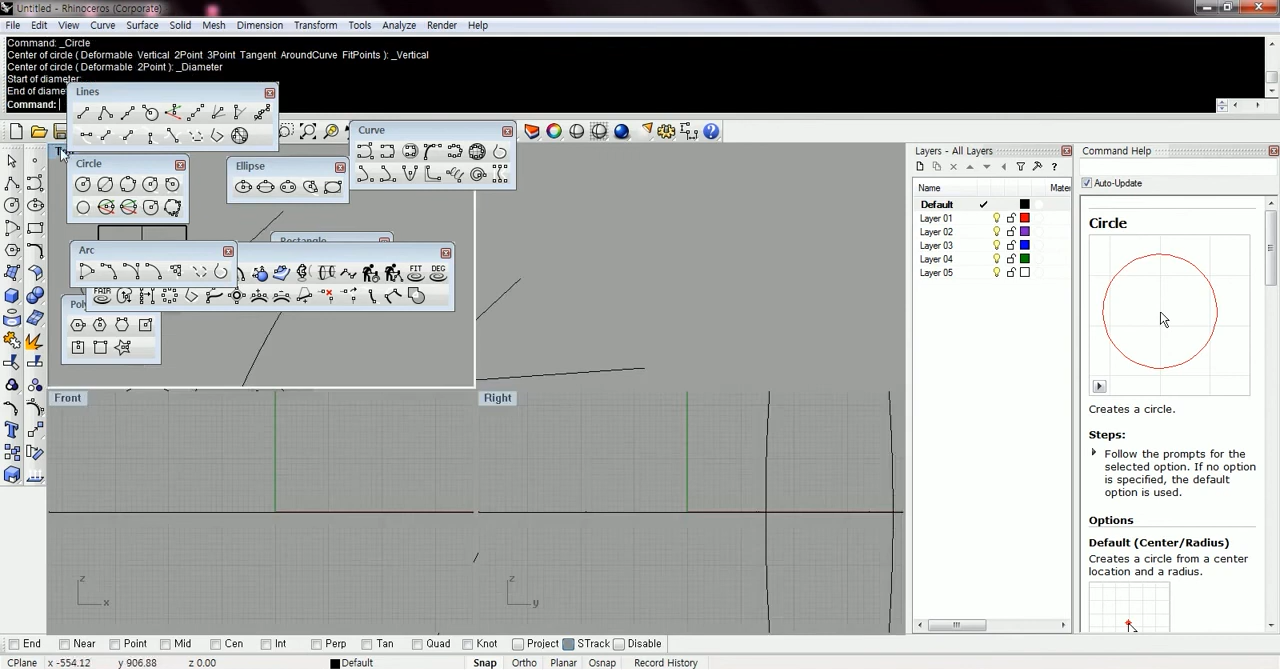 Untitled - Rhinoceros (Corporate)
File Edit View Curve Surface Solid Mesh Dimension Transform Tools Analyze Render Help
Command: _Circle
Center of circle ( Deformable Vertical 2Point 3Point Tangent AroundCurve FitPoints ): _Vertical
Center of circle ( Deformable 2Point ): _Diameter
Start of diameter:
End of diame
Command:
Lines
Curve
Circle
Ellipse
Rectangle
Arc
FIT DEG
FAIR
Front
Right
z
x
z
y
Layers - All Layers
Name Mater
Default
Layer 01
Layer 02
Layer 03
Layer 04
Layer 05
Command Help
Auto-Update
Circle
Creates a circle.
Steps:
Follow the prompts for the
selected option. If no option
is specified, the default
option is used.
Options
Default (Center/Radius)
Creates a circle from a center
location and a radius.
End Near Point Mid Cen Int Perp Tan Quad Knot Project STrack Disable
CPlane x -554.12 y 906.88 z 0.00 Default Snap Ortho Planar Osnap Record History